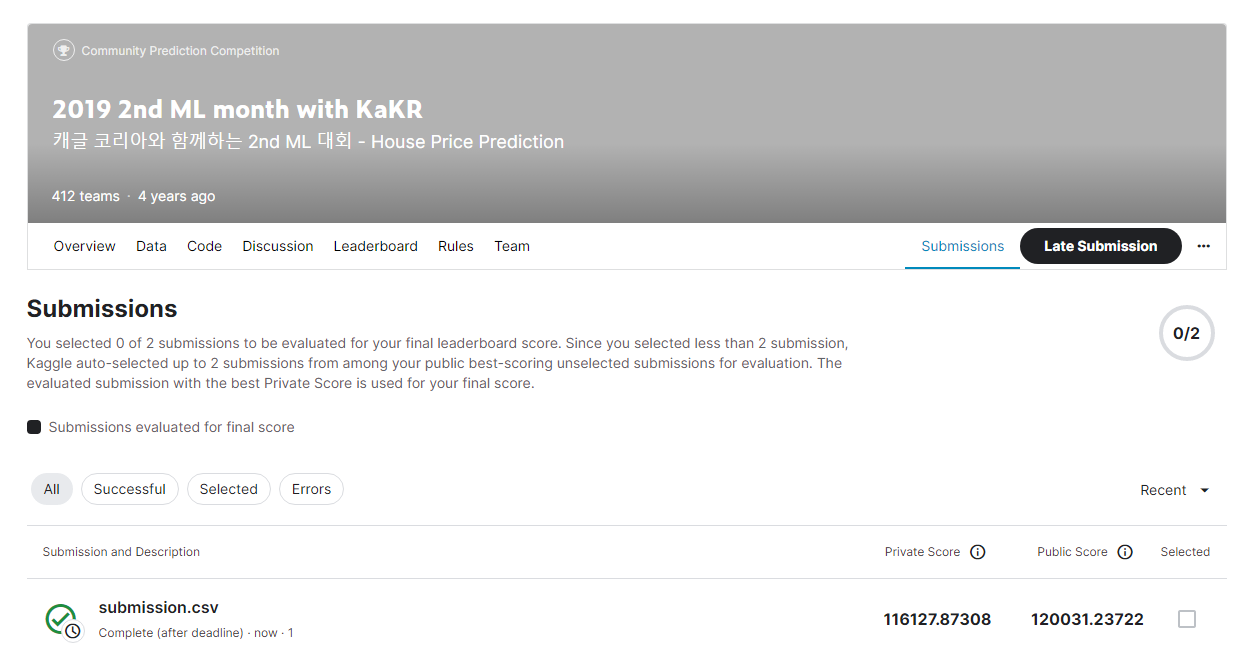 Community Prediction Competition
2019 2nd ML month with KaKR
캐글 코리아와 함께하는 2nd ML 대회 - House Price Prediction
412 teams · 4 years ago
Overview Data Code Discussion Leaderboard Rules Team Submissions Late Submission ...
Submissions
You selected 0 of 2 submissions to be evaluated for your final leaderboard score. Since you selected less than 2 submission,
Kaggle auto-selected up to 2 submissions from among your public best-scoring unselected submissions for evaluation. The
evaluated submission with the best Private Score is used for your final score.
0/2
Submissions evaluated for final score
All Successful Selected Errors Recent
Submission and Description Private Score Public Score Selected
submission.csv
Complete (after deadline) · now · 1
116127.87308 120031.23722